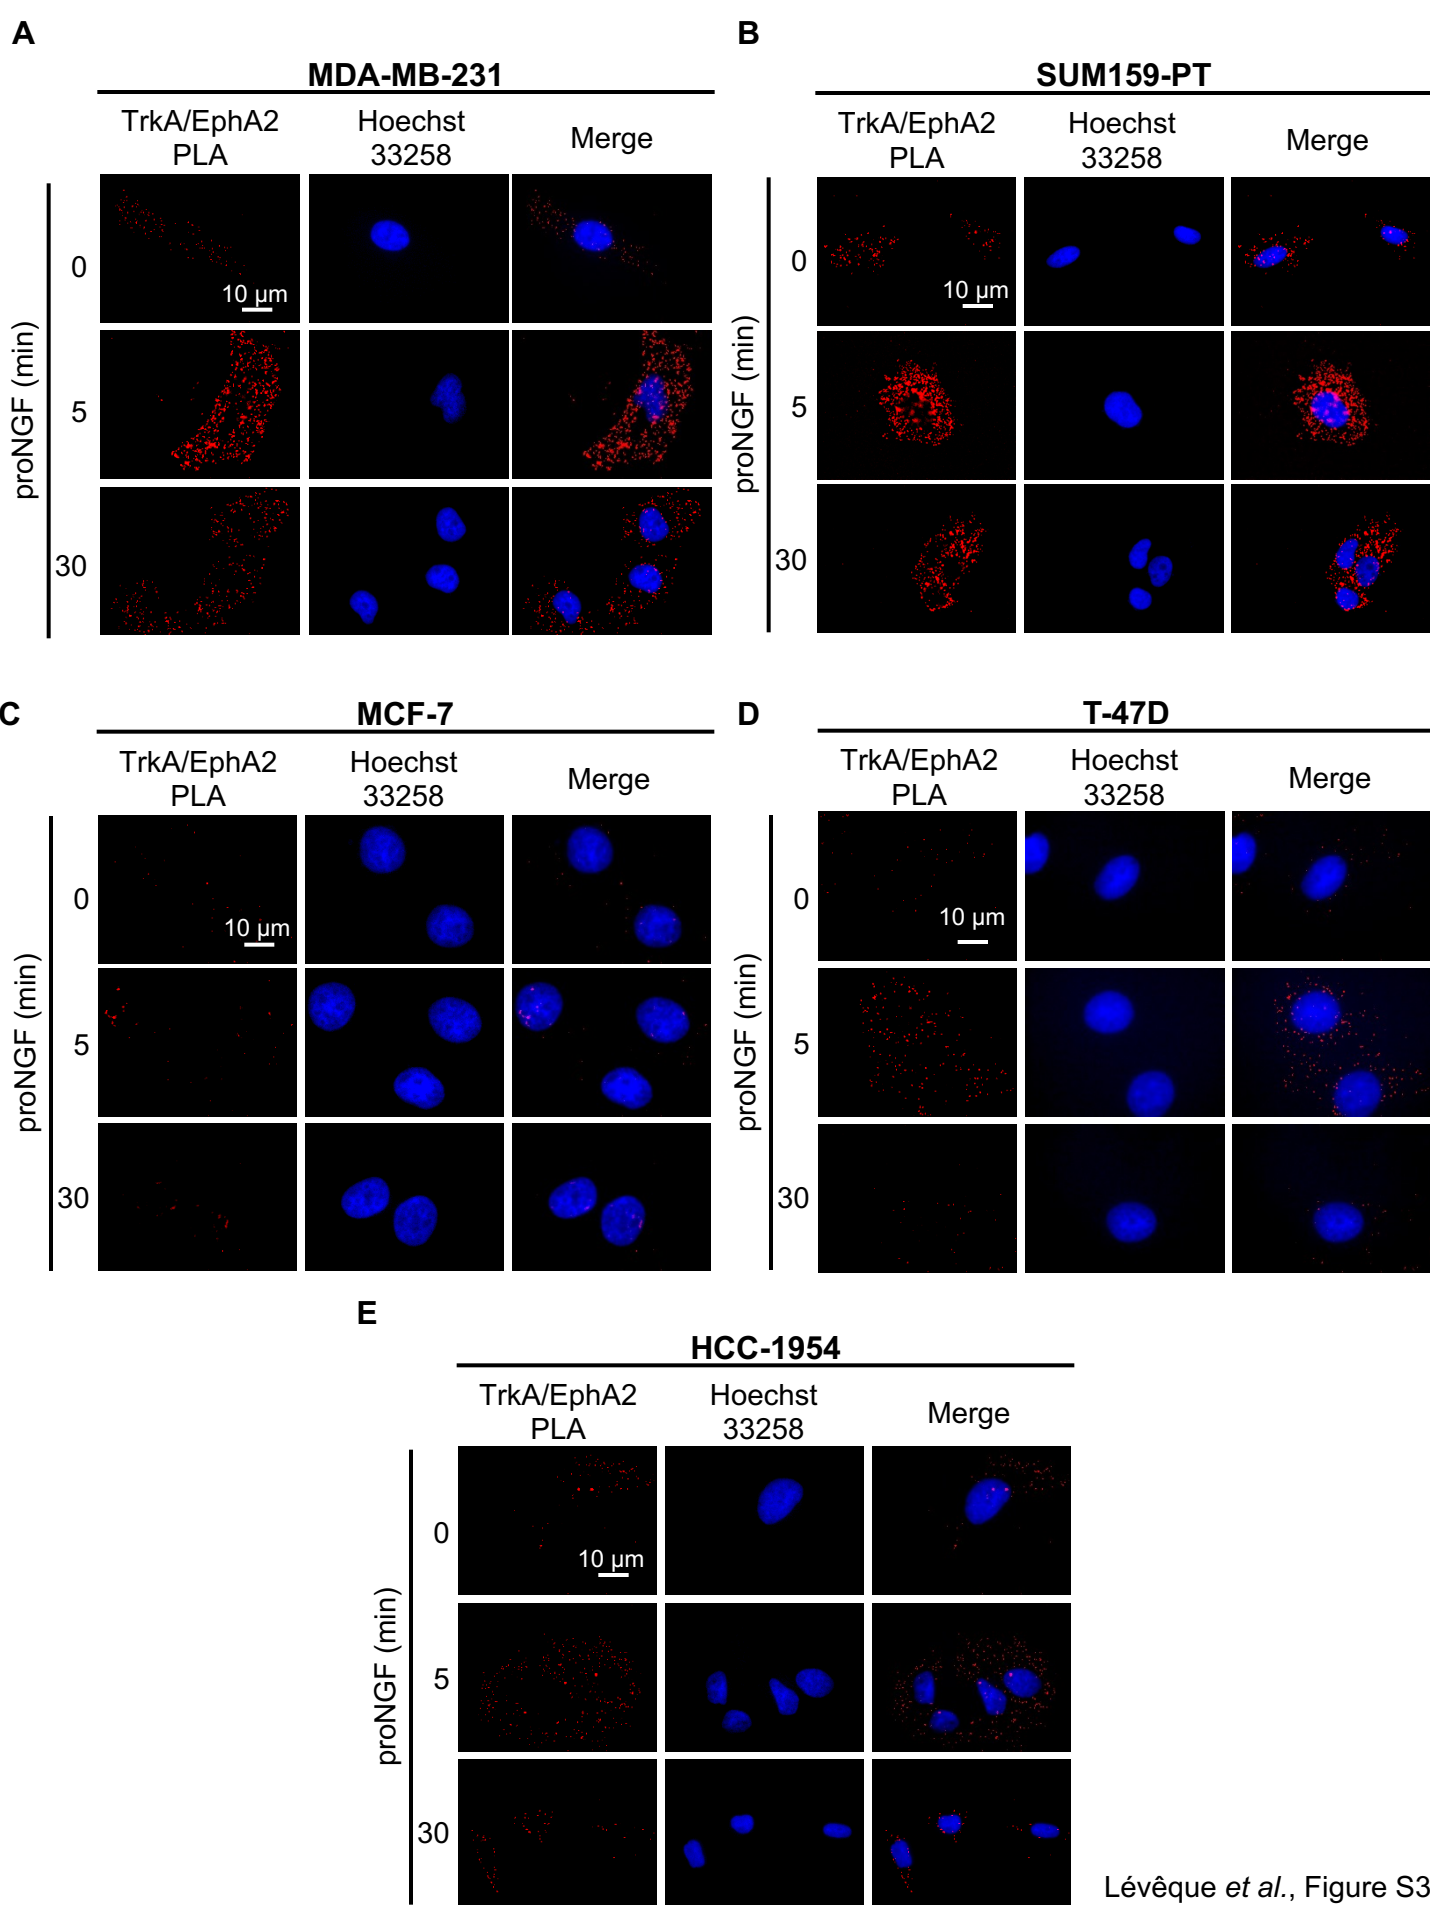 A
MDA-MB-231
TrkA/EphA2
PLA
Hoechst
33258
Merge
proNGF (min)
0
10 µm
5
30
B
SUM159-PT
TrkA/EphA2
PLA
Hoechst
33258
Merge
proNGF (min)
0
10 µm
5
30
C
MCF-7
TrkA/EphA2
PLA
Hoechst
33258
Merge
proNGF (min)
0
10 µm
5
30
D
T-47D
TrkA/EphA2
PLA
Hoechst
33258
Merge
proNGF (min)
0
10 µm
5
30
E
HCC-1954
TrkA/EphA2
PLA
Hoechst
33258
Merge
proNGF (min)
0
10 µm
5
30
Lévêque et al., Figure S3